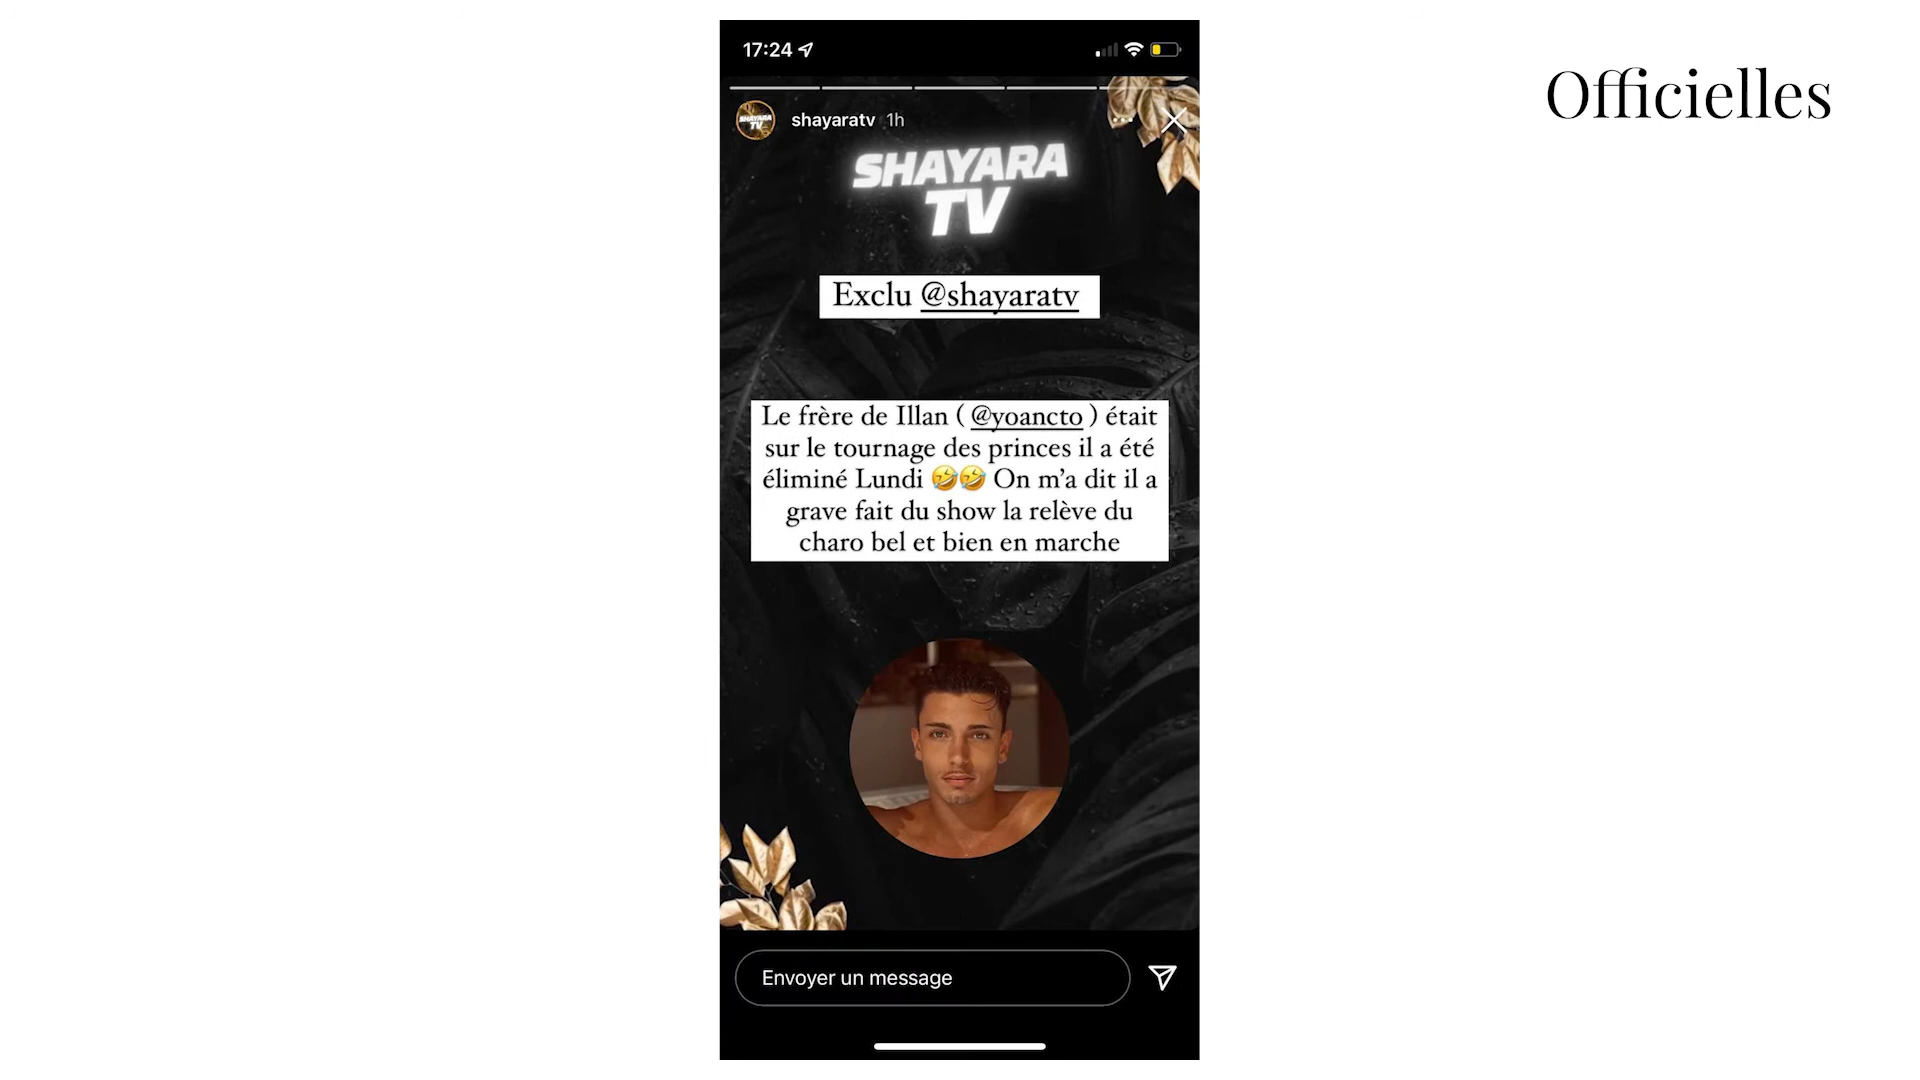 17:24
Officielles
shayaratv 1h
SHAYARA
TV
SHAYARA
TV
Exclu @shayaratv
Le frère de Illan ( @yoancto ) était
sur le tournage des princes il a été
éliminé Lundi 🤣🤣 On m’a dit il a
grave fait du show la relève du
charo bel et bien en marche
Envoyer un message